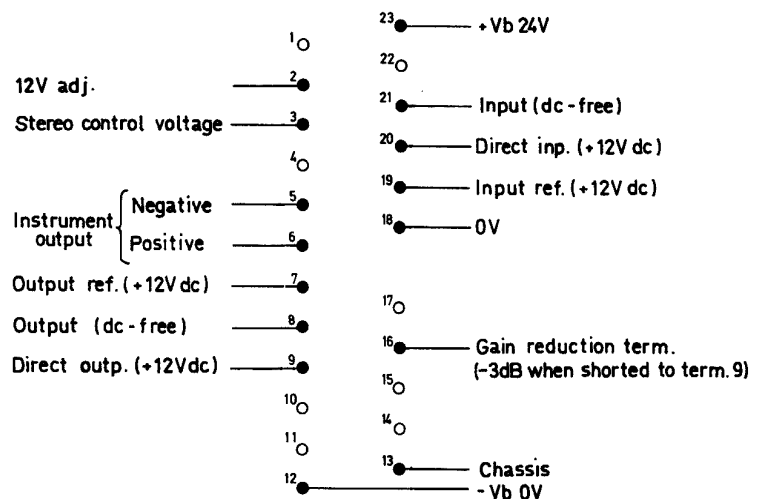 1
12V adj. 2
Stereo control voltage 3
4
Instrument output
Negative 5
Positive 6
Output ref. (+12V dc) 7
Output (dc-free) 8
Direct outp. (+12Vdc) 9
10
11
12 - Vb 0V
23 + Vb 24V
22
21 Input (dc-free)
20 Direct inp. (+12V dc)
19 Input ref. (+12V dc)
18 0V
17
16 Gain reduction term.
(-3dB when shorted to term. 9)
15
14
13 Chassis